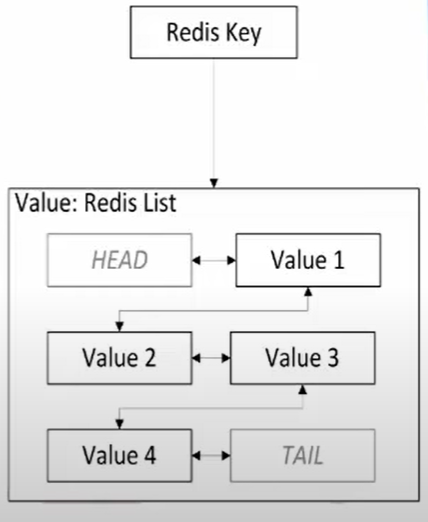 Redis Key
Value: Redis List
HEAD
Value 1
Value 2
Value 3
Value 4
TAIL